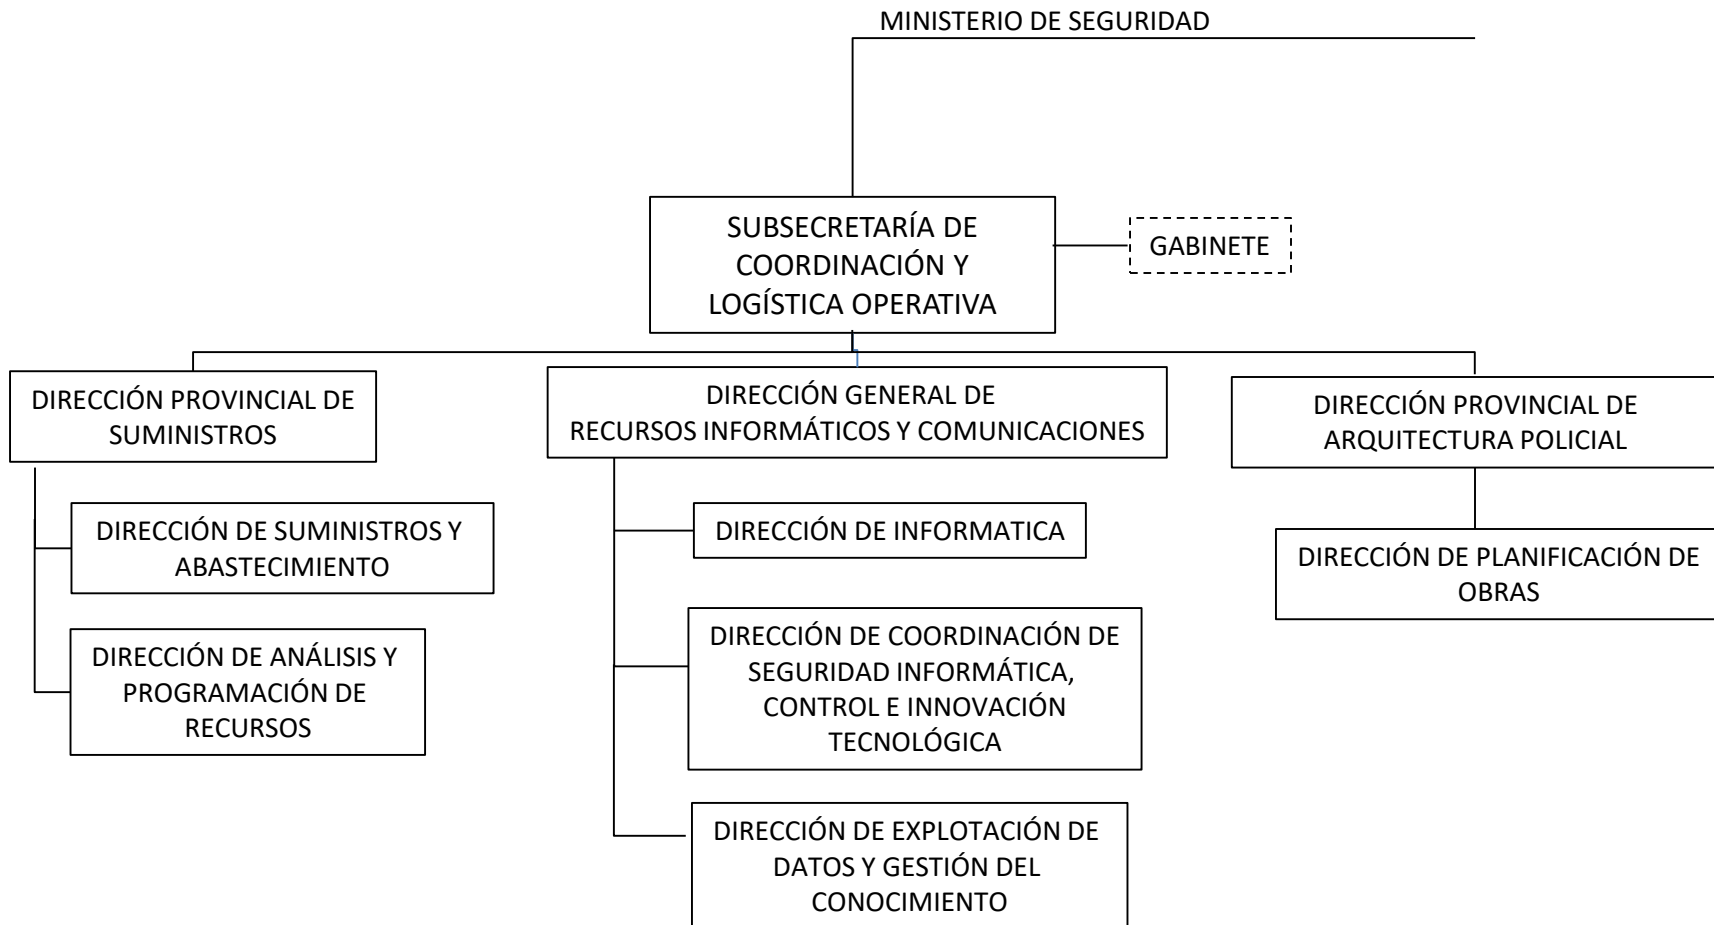 MINISTERIO DE SEGURIDAD
SUBSECRETARÍA DE
COORDINACIÓN Y
LOGÍSTICA OPERATIVA
GABINETE
DIRECCIÓN PROVINCIAL DE
SUMINISTROS
DIRECCIÓN DE SUMINISTROS Y
ABASTECIMIENTO
DIRECCIÓN DE ANÁLISIS Y
PROGRAMACIÓN DE
RECURSOS
DIRECCIÓN GENERAL DE
RECURSOS INFORMÁTICOS Y COMUNICACIONES
DIRECCIÓN DE INFORMATICA
DIRECCIÓN DE COORDINACIÓN DE
SEGURIDAD INFORMÁTICA,
CONTROL E INNOVACIÓN
TECNOLÓGICA
DIRECCIÓN DE EXPLOTACIÓN DE
DATOS Y GESTIÓN DEL
CONOCIMIENTO
DIRECCIÓN PROVINCIAL DE
ARQUITECTURA POLICIAL
DIRECCIÓN DE PLANIFICACIÓN DE
OBRAS